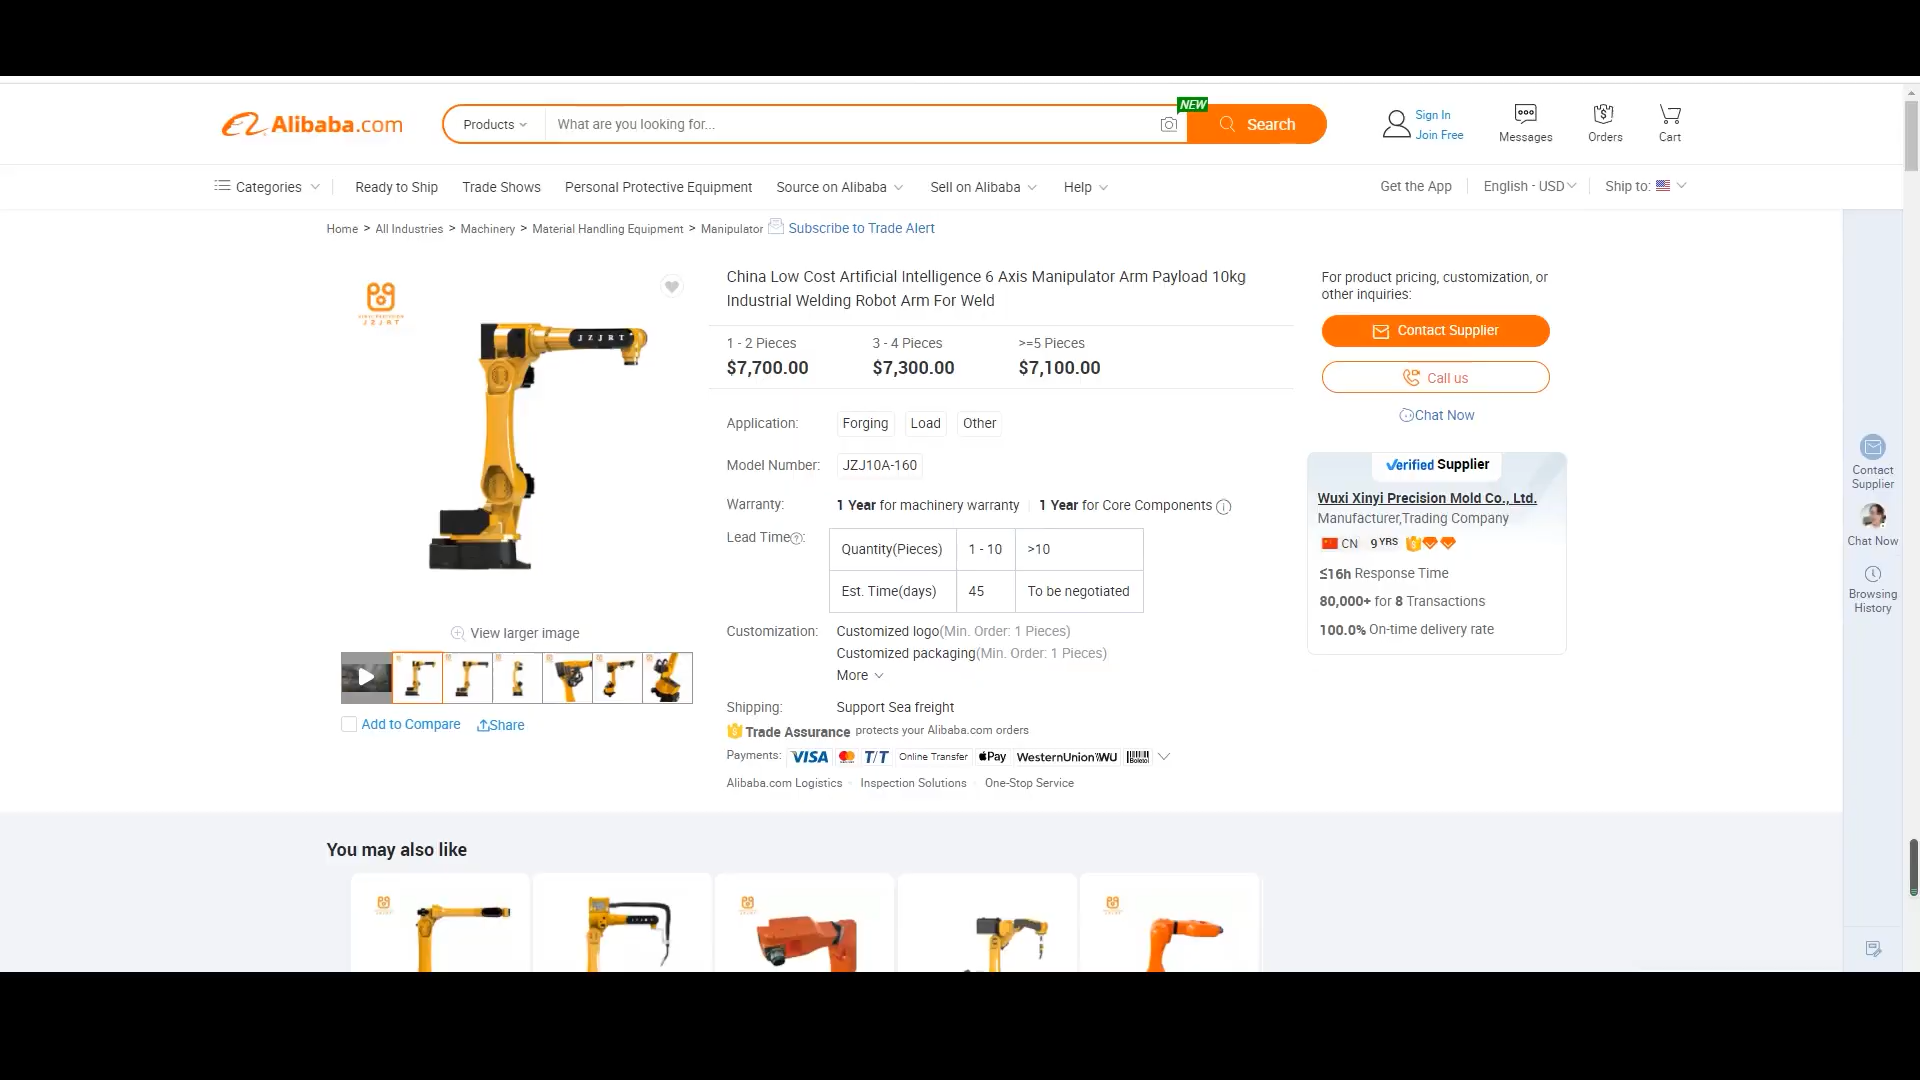 Alibaba.com
Products
What are you looking for...
NEW
Search
Sign In
Join Free
Messages
Orders
Cart
Categories
Ready to Ship
Trade Shows
Personal Protective Equipment
Source on Alibaba
Sell on Alibaba
Help
Get the App
English - USD
Ship to:
Home > All Industries > Machinery > Material Handling Equipment > Manipulator
Subscribe to Trade Alert
JZJRT
JZJRT
View larger image
Add to Compare
Share
China Low Cost Artificial Intelligence 6 Axis Manipulator Arm Payload 10kg
Industrial Welding Robot Arm For Weld
1 - 2 Pieces 3 - 4 Pieces >=5 Pieces
$7,700.00 $7,300.00 $7,100.00
Application: Forging Load Other
Model Number: JZJ10A-160
Warranty: 1 Year for machinery warranty 1 Year for Core Components
Lead Time:
Quantity(Pieces) 1 - 10 >10
Est. Time(days) 45 To be negotiated
Customization: Customized logo(Min. Order: 1 Pieces)
Customized packaging(Min. Order: 1 Pieces)
More
Shipping: Support Sea freight
Trade Assurance protects your Alibaba.com orders
Payments: VISA T/T Online Transfer Pay WesternUnion WU Boleto
Alibaba.com Logistics · Inspection Solutions · One-Stop Service
For product pricing, customization, or
other inquiries:
Contact Supplier
Call us
Chat Now
Verified Supplier
Wuxi Xinyi Precision Mold Co., Ltd.
Manufacturer,Trading Company
CN 9 YRS
≤16h Response Time
80,000+ for 8 Transactions
100.0% On-time delivery rate
Contact
Supplier
Chat Now
Browsing
History
You may also like